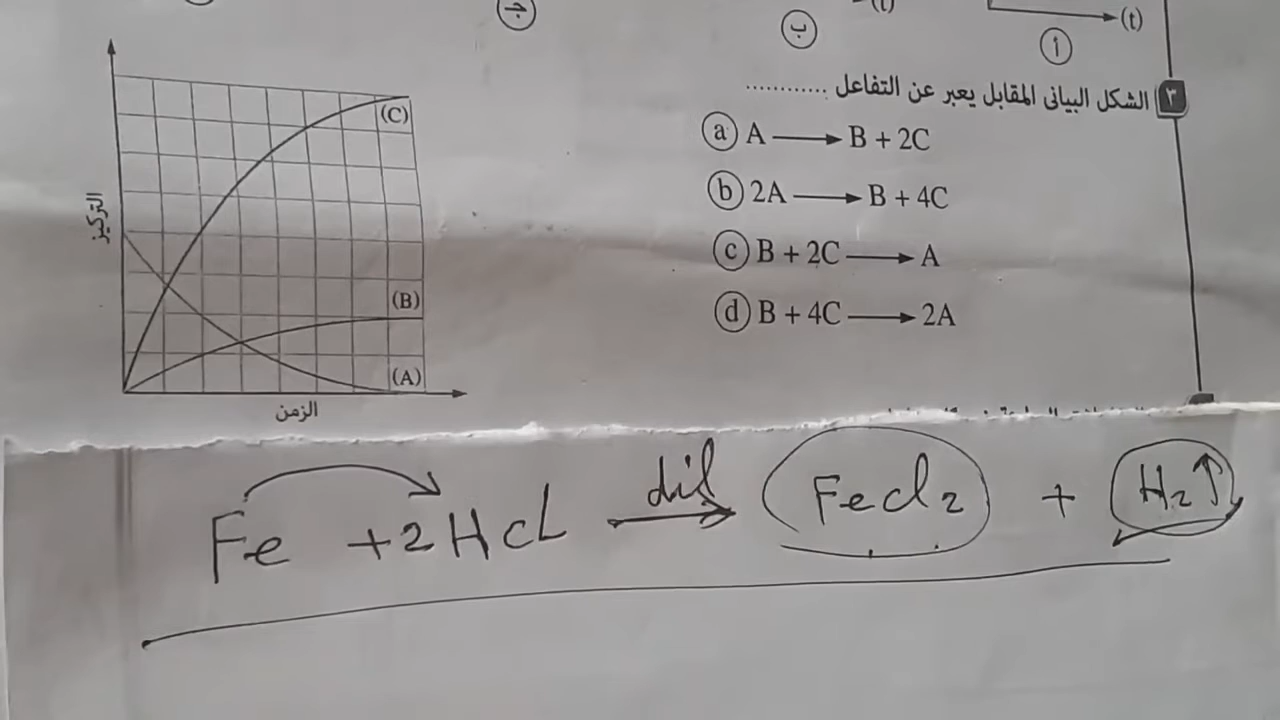 ج
ب
(t)
أ
(t)
٣ الشكل البيانى المقابل يعبر عن التفاعل ............
a A ⟶ B + 2C
b 2A ⟶ B + 4C
c B + 2C ⟶ A
d B + 4C ⟶ 2A
التركيز
(C)
(B)
(A)
الزمن
Fe +2HCL dil ⟶ FeCl2 + H2↑